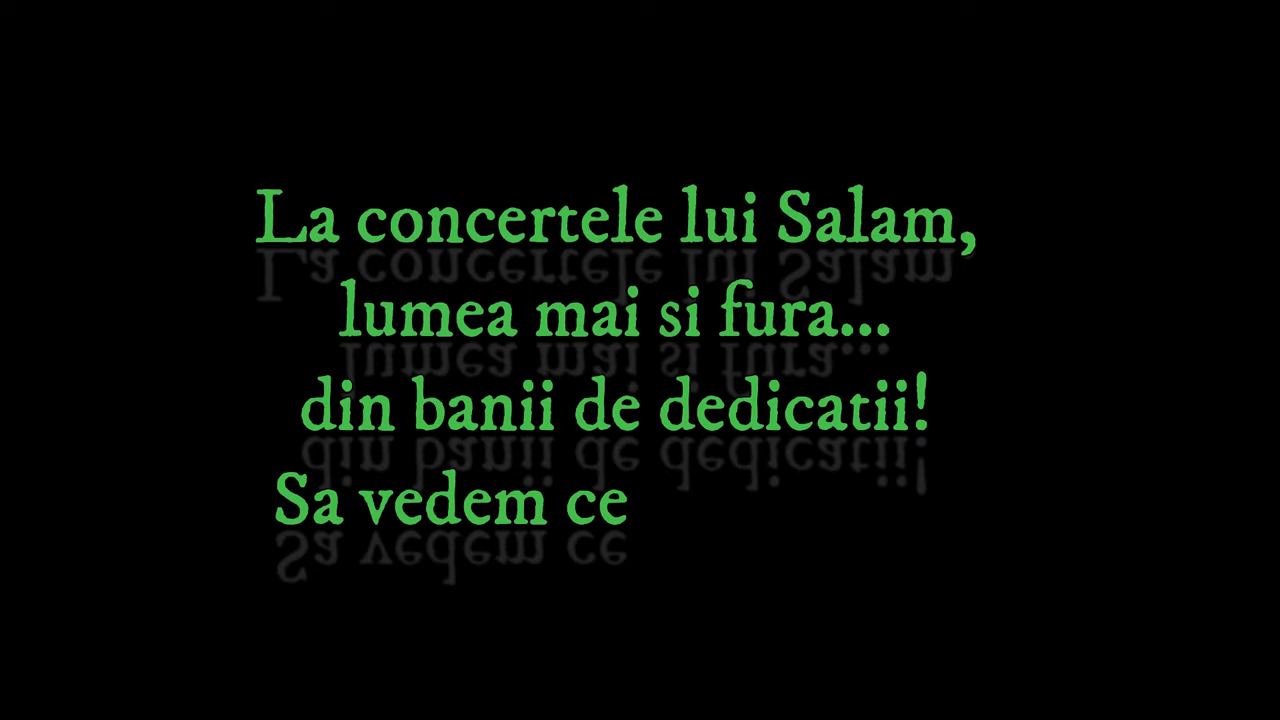 La concertele lui Salam,
lumea mai si fura...
din banii de dedicatii!
Sa vedem ce